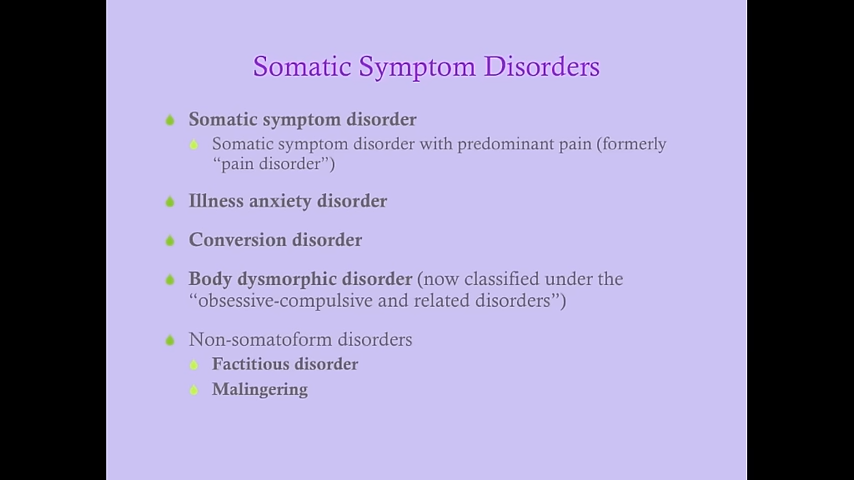 Somatic Symptom Disorders
Somatic symptom disorder
Somatic symptom disorder with predominant pain (formerly
“pain disorder”)
Illness anxiety disorder
Conversion disorder
Body dysmorphic disorder (now classified under the
“obsessive-compulsive and related disorders”)
Non-somatoform disorders
Factitious disorder
Malingering